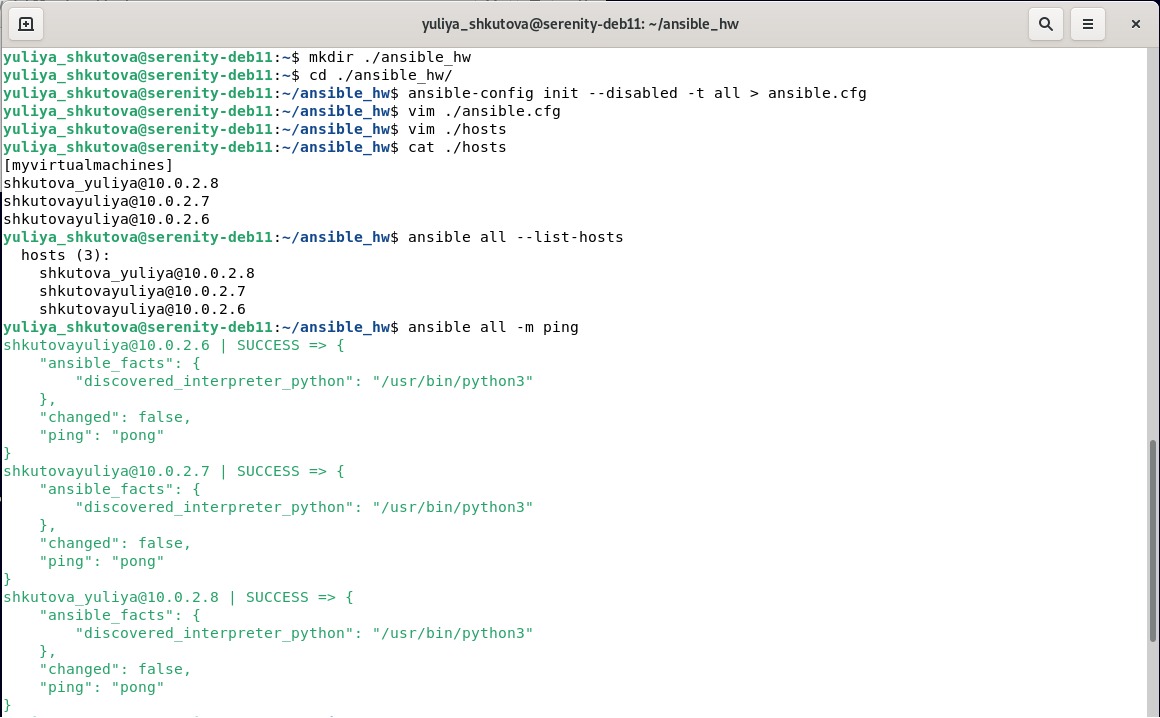 yuliya_shkutova@serenity-deb11: ~/ansible_hw
yuliya_shkutova@serenity-deb11:~$ mkdir ./ansible_hw
yuliya_shkutova@serenity-deb11:~$ cd ./ansible_hw/
yuliya_shkutova@serenity-deb11:~/ansible_hw$ ansible-config init --disabled -t all > ansible.cfg
yuliya_shkutova@serenity-deb11:~/ansible_hw$ vim ./ansible.cfg
yuliya_shkutova@serenity-deb11:~/ansible_hw$ vim ./hosts
yuliya_shkutova@serenity-deb11:~/ansible_hw$ cat ./hosts
[myvirtualmachines]
shkutova_yuliya@10.0.2.8
shkutovayuliya@10.0.2.7
shkutovayuliya@10.0.2.6
yuliya_shkutova@serenity-deb11:~/ansible_hw$ ansible all --list-hosts
  hosts (3):
    shkutova_yuliya@10.0.2.8
    shkutovayuliya@10.0.2.7
    shkutovayuliya@10.0.2.6
yuliya_shkutova@serenity-deb11:~/ansible_hw$ ansible all -m ping
shkutovayuliya@10.0.2.6 | SUCCESS => {
    "ansible_facts": {
        "discovered_interpreter_python": "/usr/bin/python3"
    },
    "changed": false,
    "ping": "pong"
}
shkutovayuliya@10.0.2.7 | SUCCESS => {
    "ansible_facts": {
        "discovered_interpreter_python": "/usr/bin/python3"
    },
    "changed": false,
    "ping": "pong"
}
shkutova_yuliya@10.0.2.8 | SUCCESS => {
    "ansible_facts": {
        "discovered_interpreter_python": "/usr/bin/python3"
    },
    "changed": false,
    "ping": "pong"
}